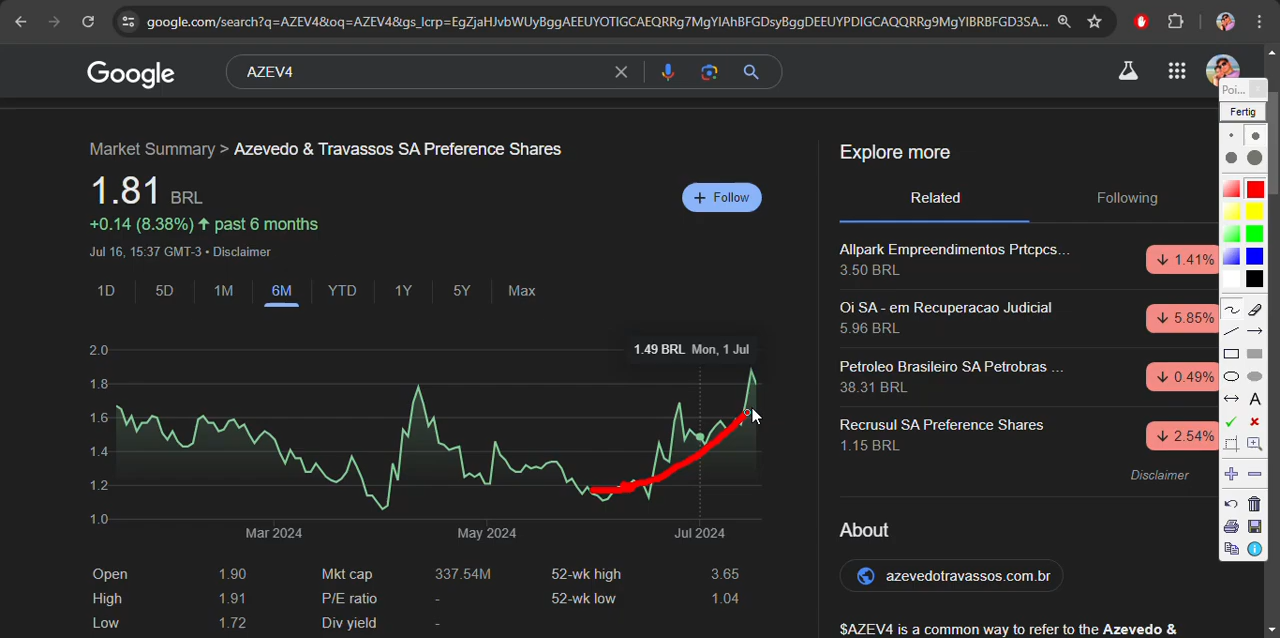 google.com/search?q=AZEV4&oq=AZEV4&gs_lcrp=EgZjaHJvbWUyBggAEEUYOTIGCAEQRRg7MgYIAhBFGDsyBggDEEUYPDIGCAQQRRg9MgYIBRBFGD3SA...
Google
AZEV4
Poi...
Fertig
Market Summary > Azevedo & Travassos SA Preference Shares
1.81 BRL
+ Follow
+0.14 (8.38%) ↑ past 6 months
Jul 16, 15:37 GMT-3 • Disclaimer
1D 5D 1M 6M YTD 1Y 5Y Max
1.49 BRL Mon, 1 Jul
2.0
1.8
1.6
1.4
1.2
1.0
Mar 2024 May 2024 Jul 2024
Open 1.90 Mkt cap 337.54M 52-wk high 3.65
High 1.91 P/E ratio - 52-wk low 1.04
Low 1.72 Div yield -
Explore more
Related Following
Allpark Empreendimentos Prtcpcs...
3.50 BRL
↓ 1.41%
Oi SA - em Recuperacao Judicial
5.96 BRL
↓ 5.85%
Petroleo Brasileiro SA Petrobras ...
38.31 BRL
↓ 0.49%
Recrusul SA Preference Shares
1.15 BRL
↓ 2.54%
Disclaimer
About
azevedotravassos.com.br
$AZEV4 is a common way to refer to the Azevedo &
A